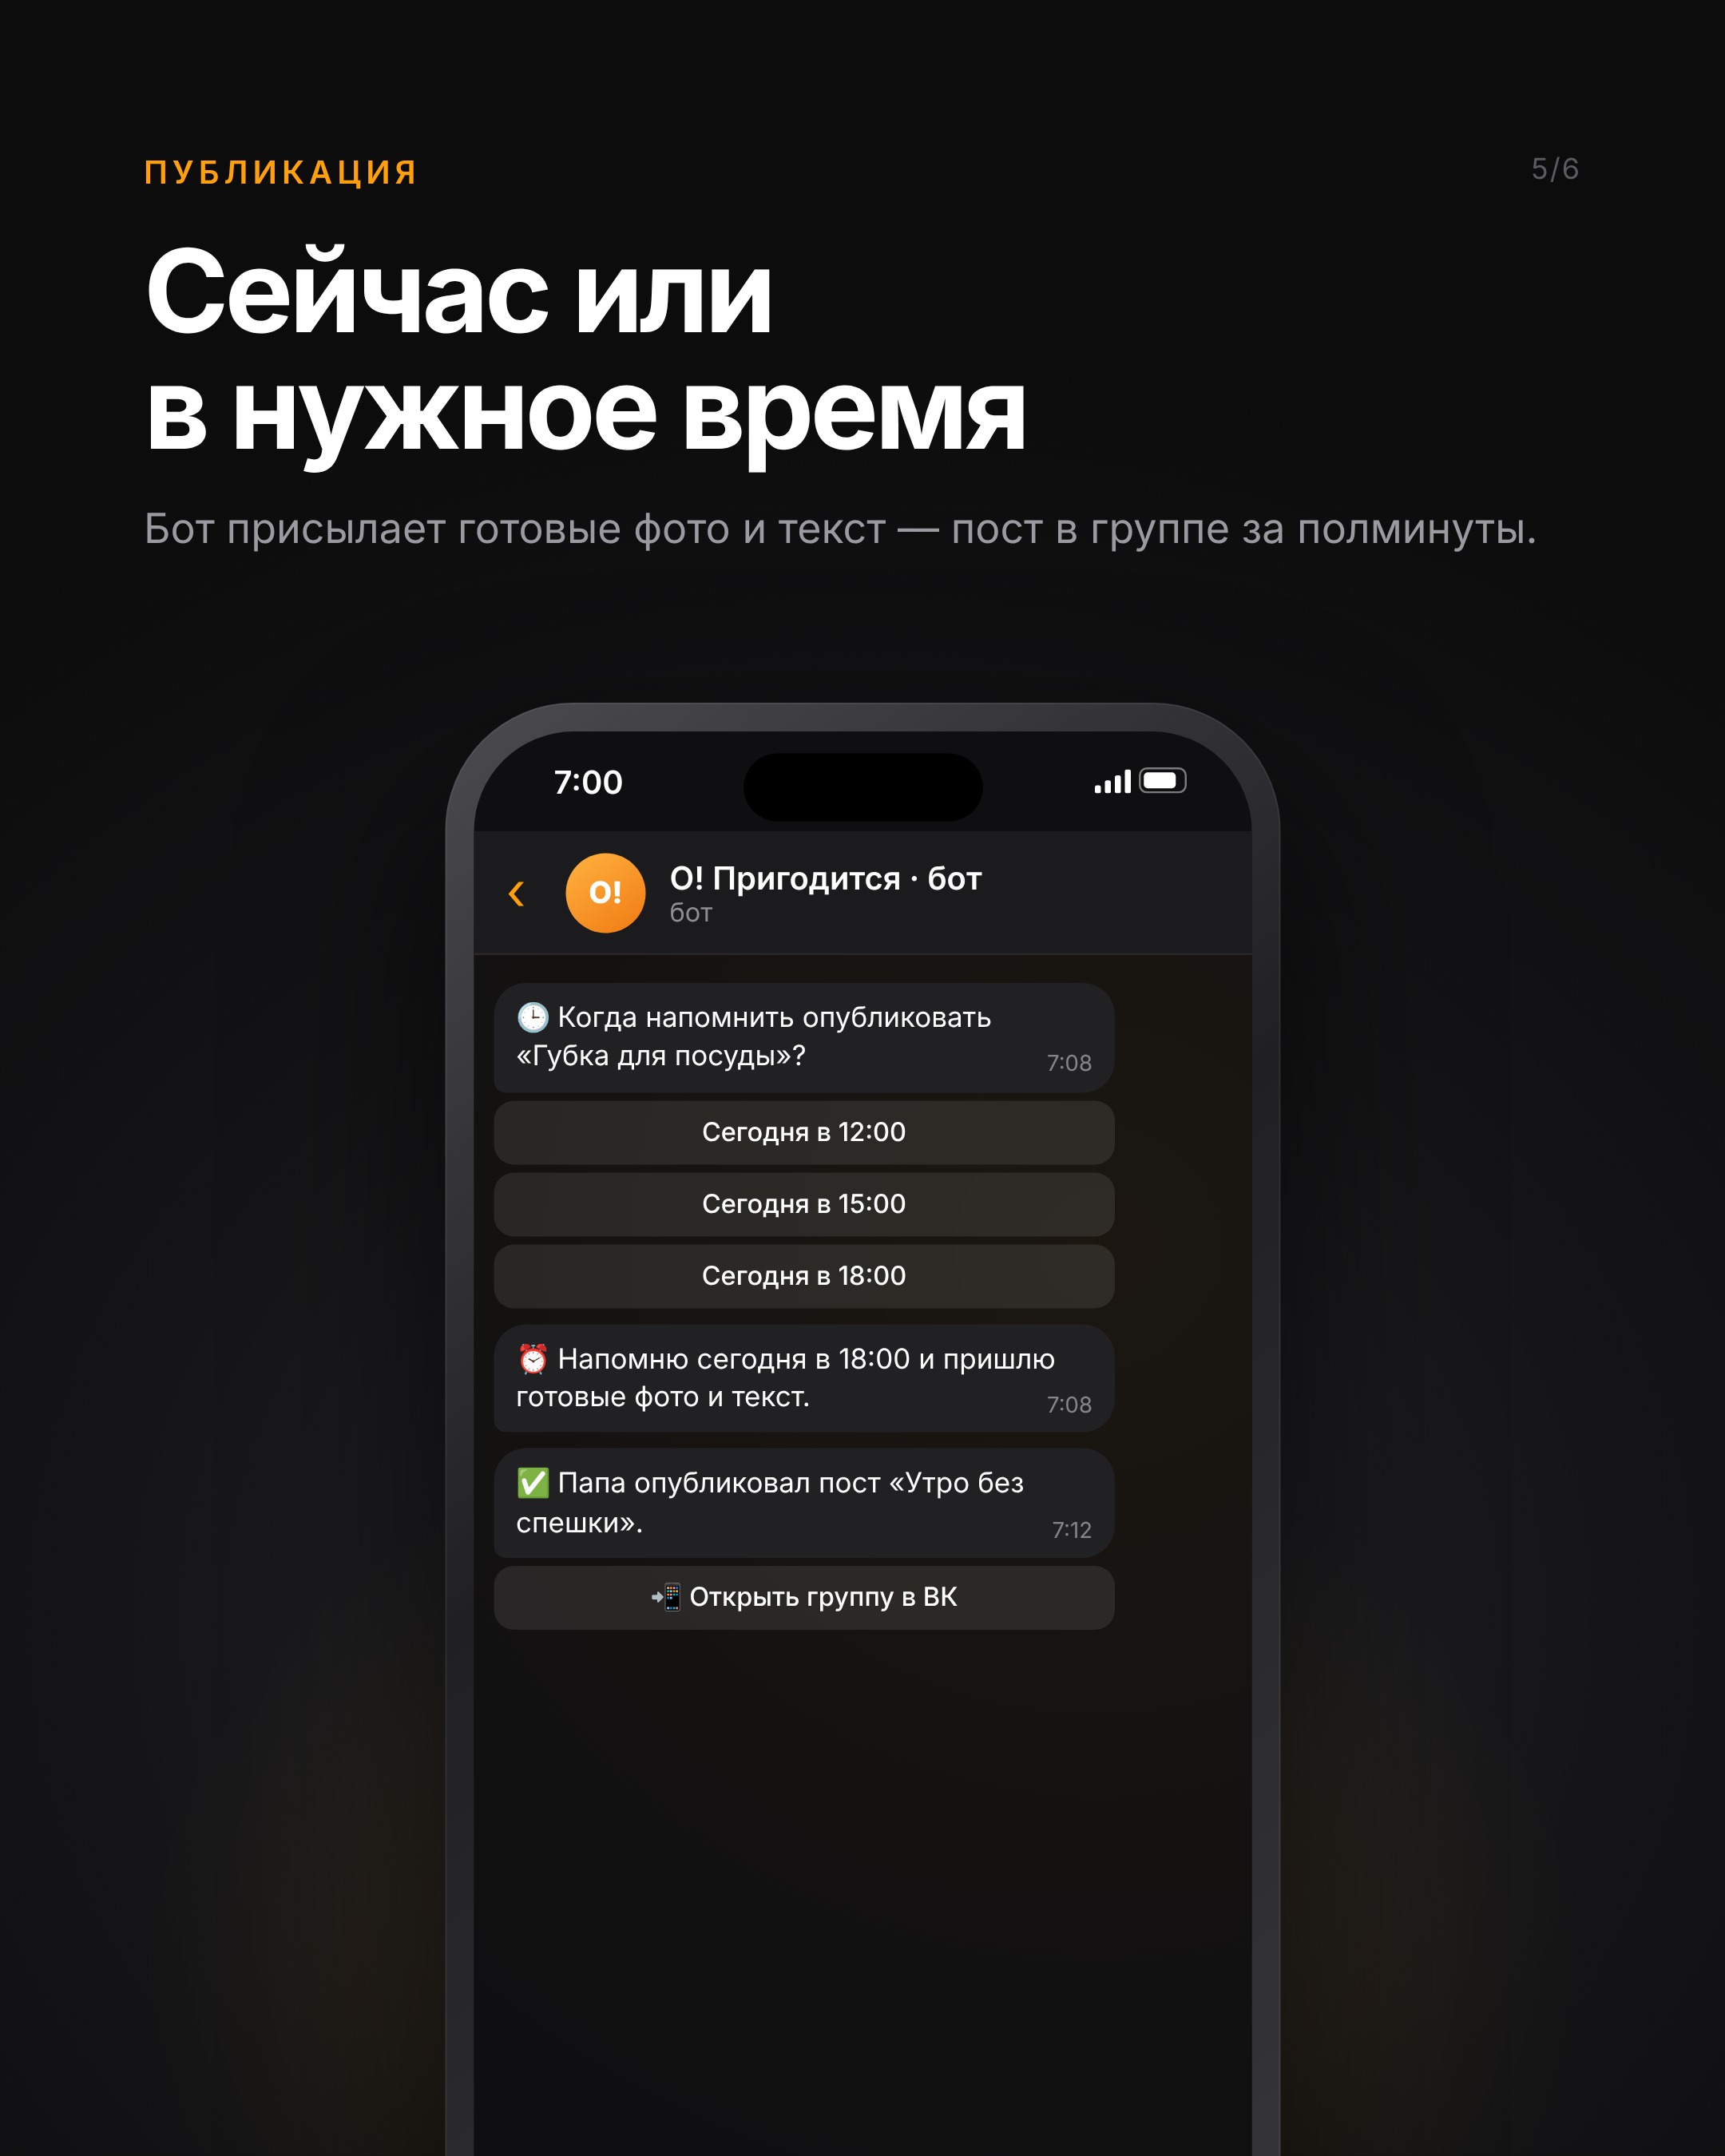 ПУБЛИКАЦИЯ
5/6
Сейчас или
в нужное время
Бот присылает готовые фото и текст — пост в группе за полминуты.
7:00
О!
О! Пригодится · бот
бот
🕒 Когда напомнить опубликовать
«Губка для посуды»?
7:08
Сегодня в 12:00
Сегодня в 15:00
Сегодня в 18:00
⏰ Напомню сегодня в 18:00 и пришлю
готовые фото и текст.
7:08
✅ Папа опубликовал пост «Утро без
спешки».
7:12
📲 Открыть группу в ВК